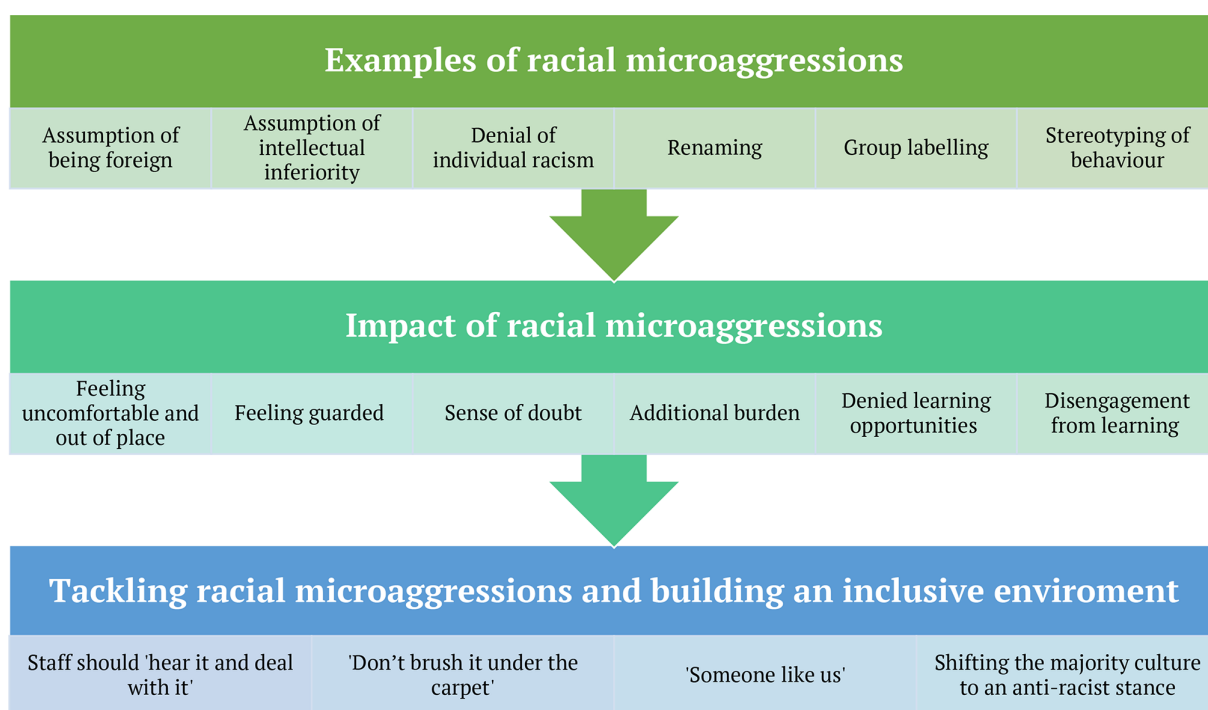 Examples of racial microaggressions
Assumption of
being foreign
Assumption of
intellectual
inferiority
Denial of
individual racism
Renaming
Group labelling
Stereotyping of
behaviour
Impact of racial microaggressions
Feeling
uncomfortable and
out of place
Feeling guarded
Sense of doubt
Additional burden
Denied learning
opportunities
Disengagement
from learning
Tackling racial microaggressions and building an inclusive enviroment
Staff should 'hear it and deal
with it'
'Don’t brush it under the
carpet'
'Someone like us'
Shifting the majority culture
to an anti-racist stance